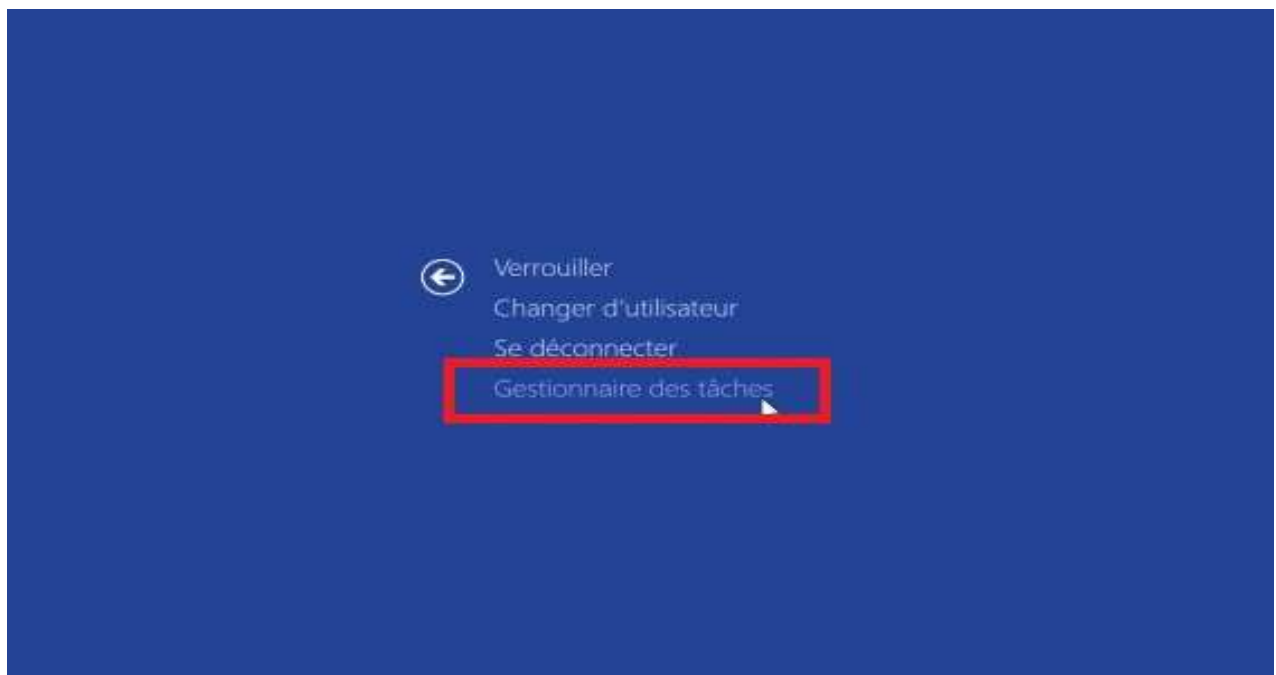 Verrouiller
Changer d'utilisateur
Se déconnecter
Gestionnaire des tâches